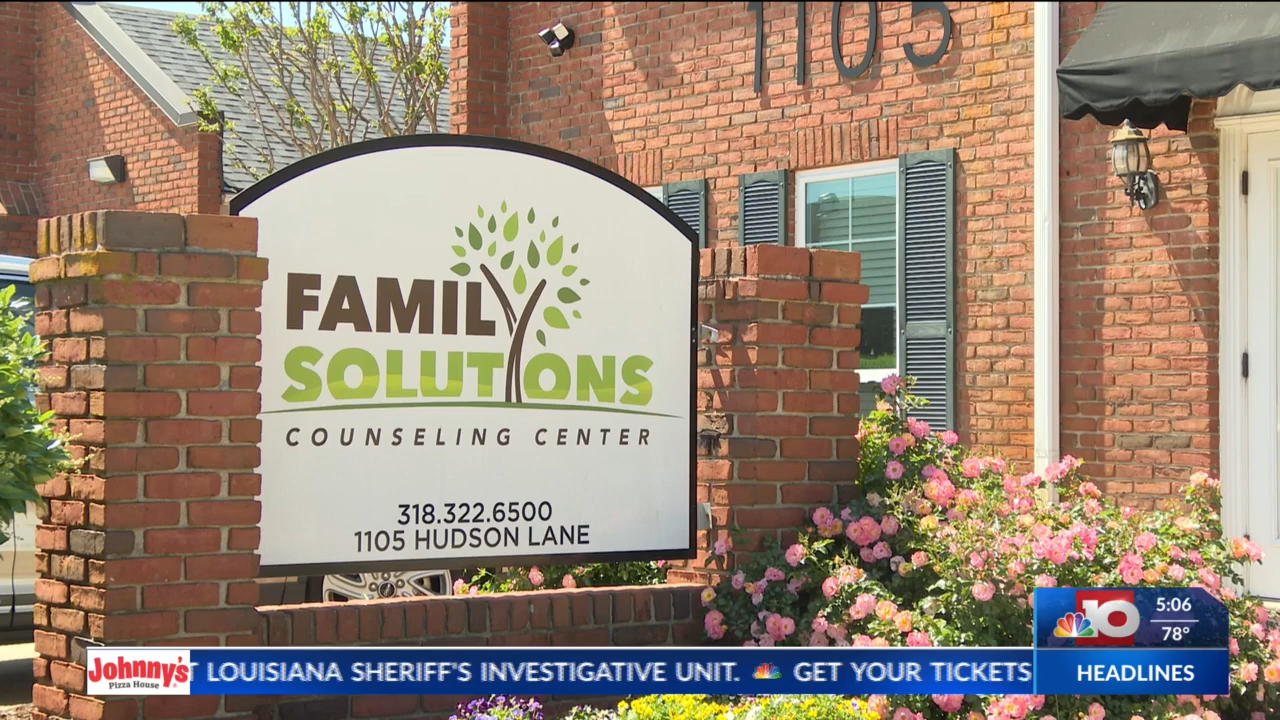 1105
FAMILY
SOLUTIONS
COUNSELING CENTER
318.322.6500
1105 HUDSON LANE
10
5:06
78°
HEADLINES
Johnny's
Pizza House
LOUISIANA SHERIFF'S INVESTIGATIVE UNIT. GET YOUR TICKETS